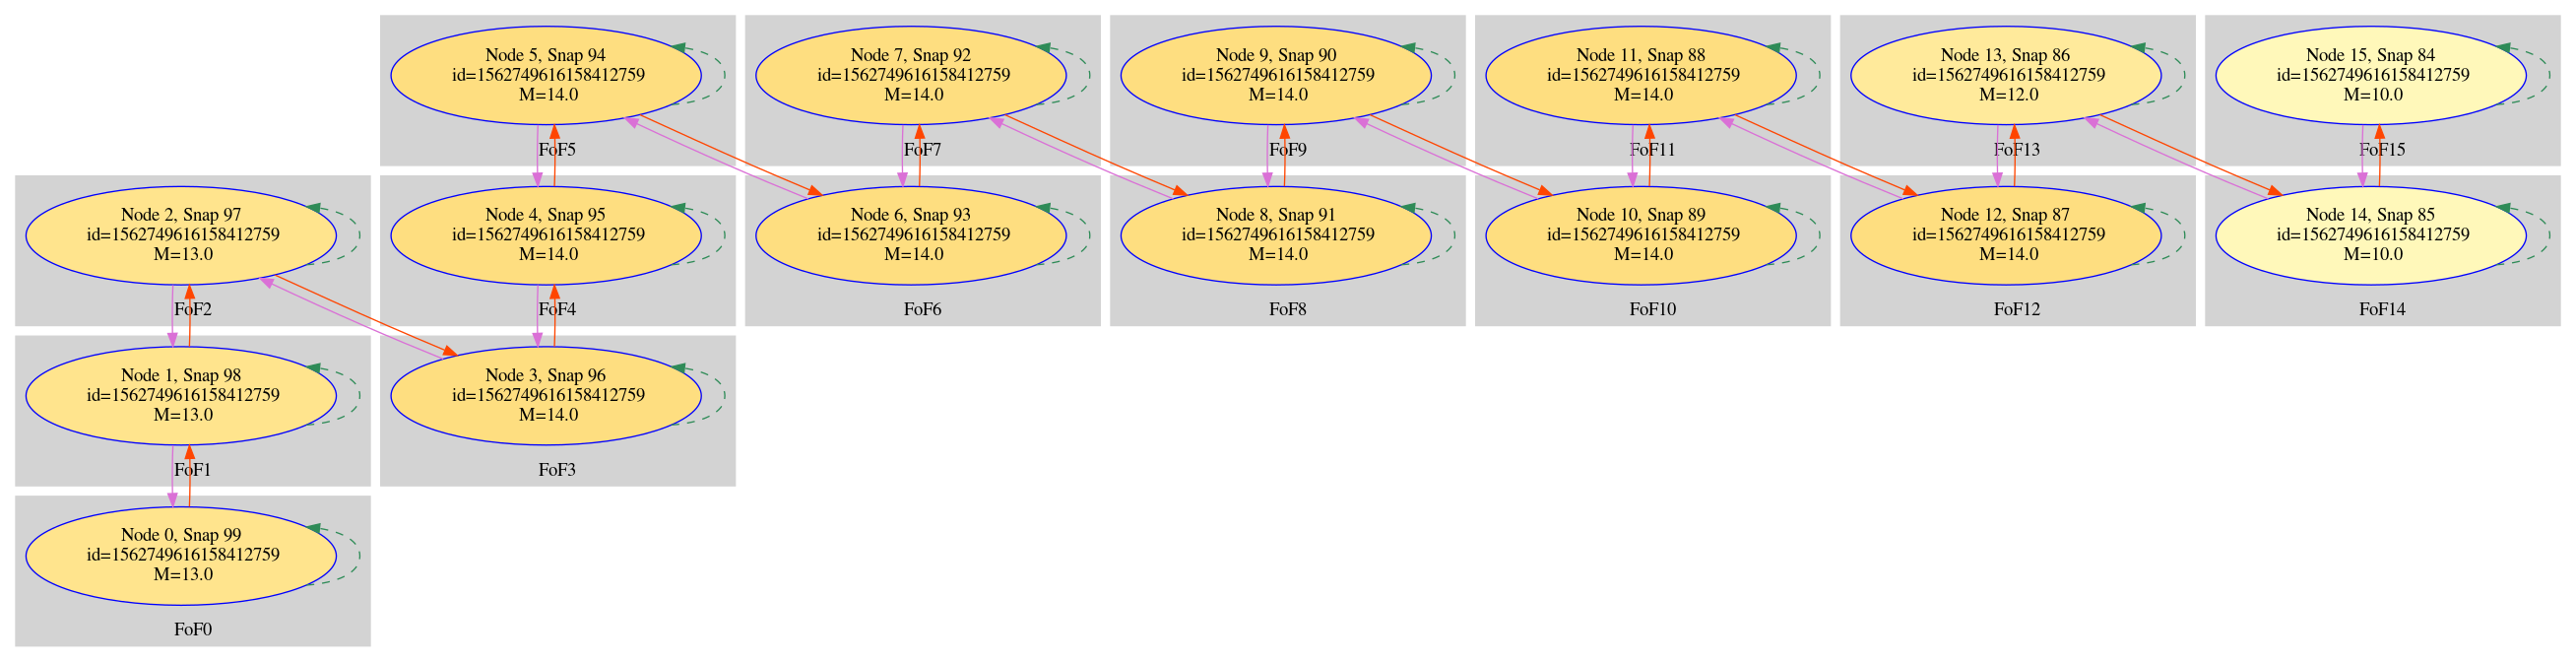 Node 5, Snap 94
id=1562749616158412759
M=14.0
FoF5
Node 7, Snap 92
id=1562749616158412759
M=14.0
FoF7
Node 9, Snap 90
id=1562749616158412759
M=14.0
FoF9
Node 11, Snap 88
id=1562749616158412759
M=14.0
FoF11
Node 13, Snap 86
id=1562749616158412759
M=12.0
FoF13
Node 15, Snap 84
id=1562749616158412759
M=10.0
FoF15
Node 2, Snap 97
id=1562749616158412759
M=13.0
FoF2
Node 4, Snap 95
id=1562749616158412759
M=14.0
FoF4
Node 6, Snap 93
id=1562749616158412759
M=14.0
FoF6
Node 8, Snap 91
id=1562749616158412759
M=14.0
FoF8
Node 10, Snap 89
id=1562749616158412759
M=14.0
FoF10
Node 12, Snap 87
id=1562749616158412759
M=14.0
FoF12
Node 14, Snap 85
id=1562749616158412759
M=10.0
FoF14
Node 1, Snap 98
id=1562749616158412759
M=13.0
FoF1
Node 3, Snap 96
id=1562749616158412759
M=14.0
FoF3
Node 0, Snap 99
id=1562749616158412759
M=13.0
FoF0